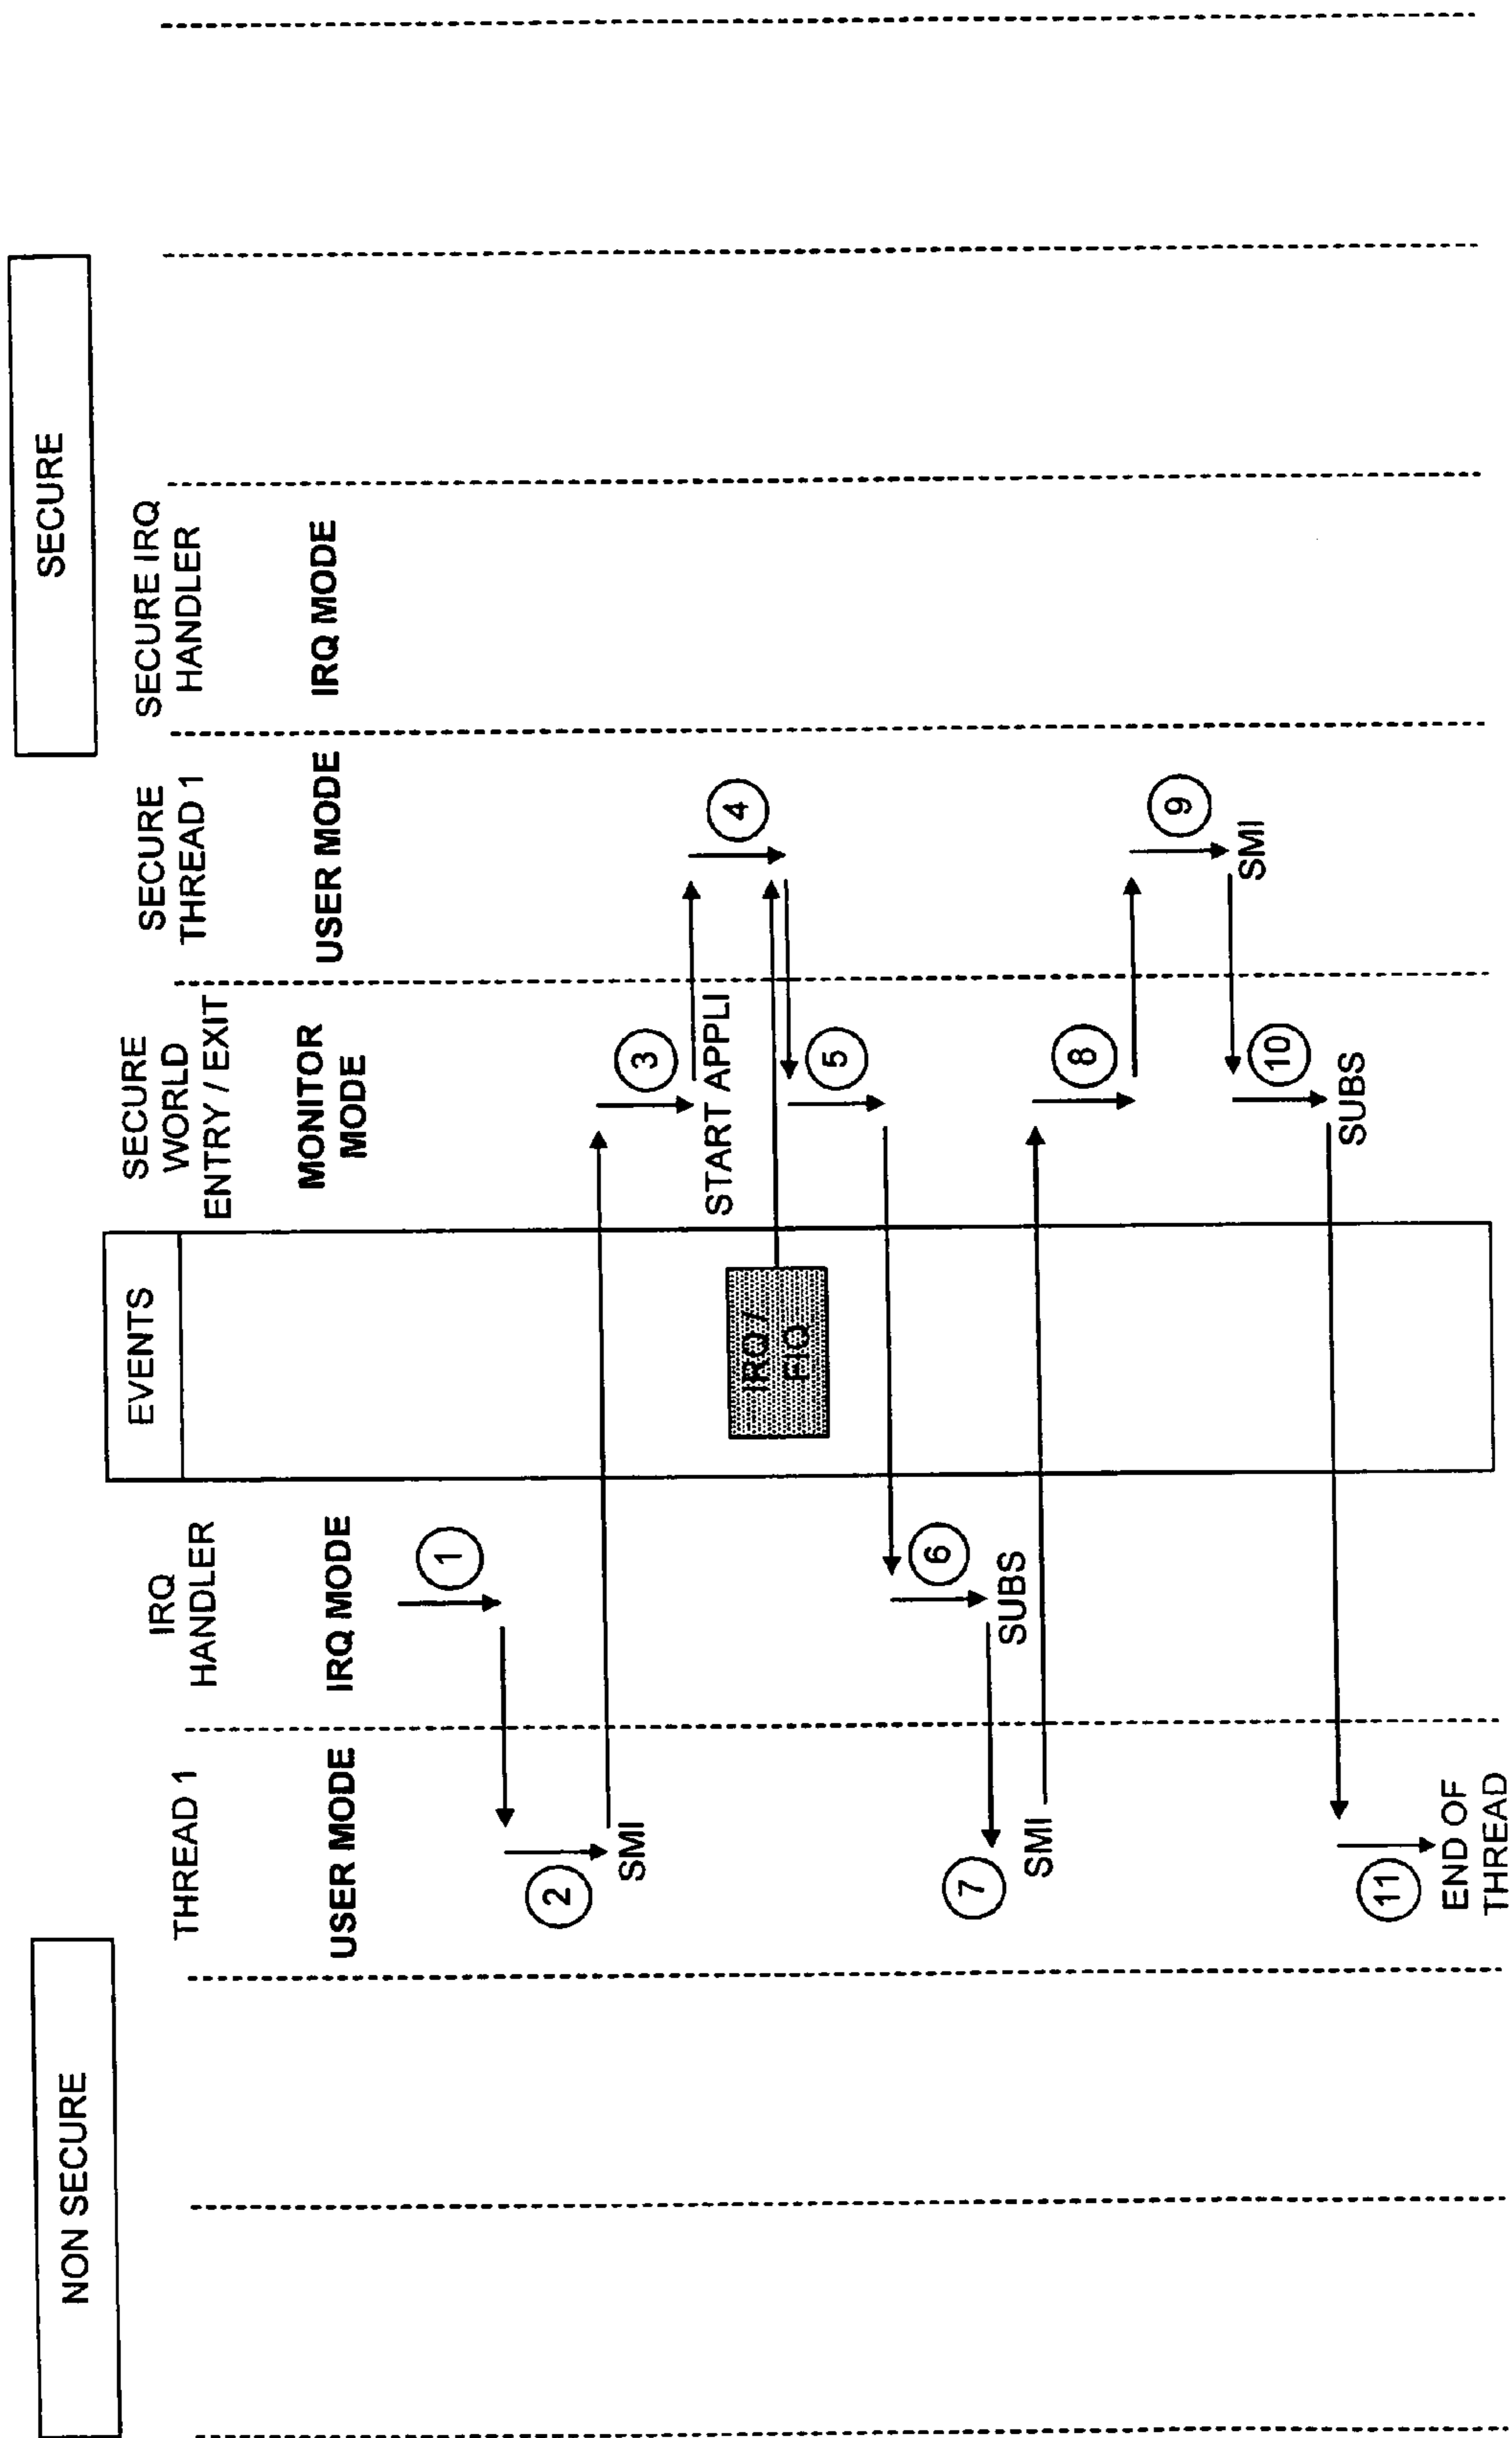 NON SECURE
SECURE
THREAD 1
IRQ
HANDLER
EVENTS
SECURE
WORLD
ENTRY / EXIT
SECURE
THREAD 1
SECURE IRQ
HANDLER
USER MODE
IRQ MODE
MONITOR
MODE
USER MODE
IRQ MODE
1
2
SMI
3
START APPLI
4
IRQ /
FIQ
5
6
SUBS
7
SMI
8
9
SMI
10
SUBS
11
END OF
THREAD